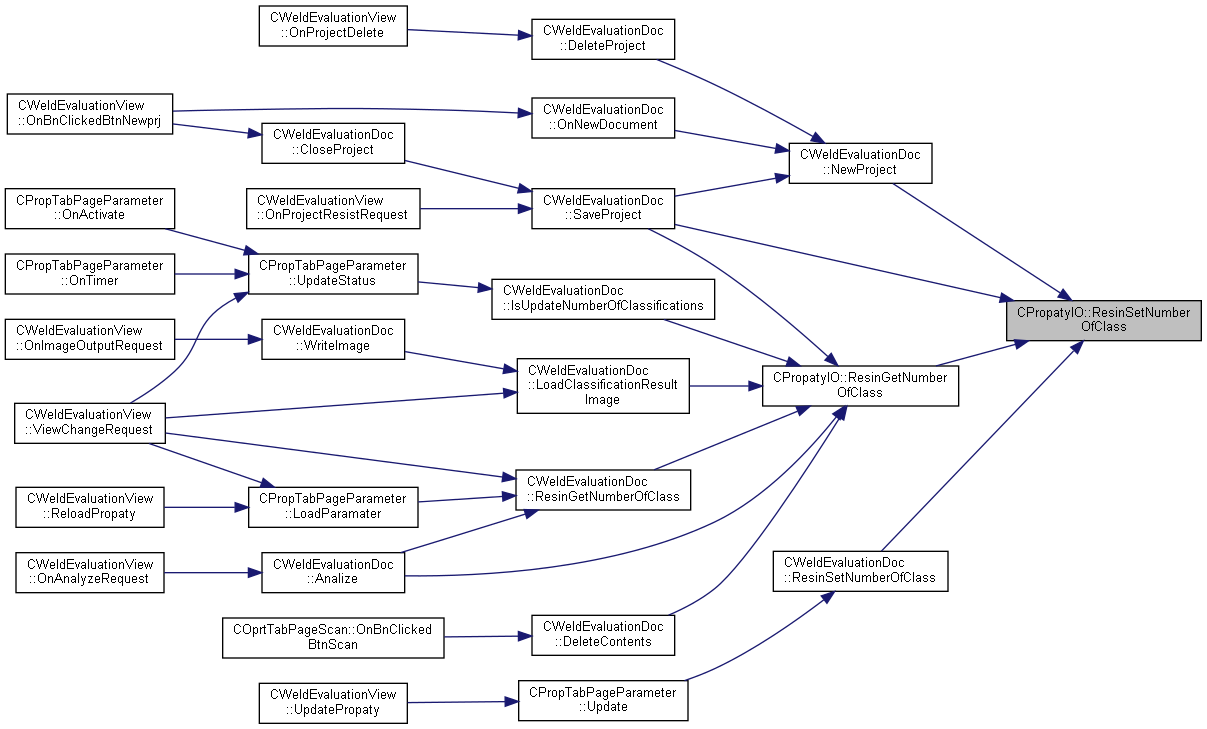 CWeldEvaluationView
::OnProjectDelete
CWeldEvaluationDoc
::DeleteProject
CWeldEvaluationView
::OnBnClickedBtnNewprj
CWeldEvaluationDoc
::OnNewDocument
CWeldEvaluationDoc
::CloseProject
CWeldEvaluationDoc
::NewProject
CPropTabPageParameter
::OnActivate
CWeldEvaluationView
::OnProjectResistRequest
CWeldEvaluationDoc
::SaveProject
CPropTabPageParameter
::OnTimer
CPropTabPageParameter
::UpdateStatus
CWeldEvaluationDoc
::IsUpdateNumberOfClassifications
CPropatyIO::ResinSetNumber
OfClass
CWeldEvaluationView
::OnImageOutputRequest
CWeldEvaluationDoc
::WriteImage
CWeldEvaluationDoc
::LoadClassificationResult
Image
CPropatyIO::ResinGetNumber
OfClass
CWeldEvaluationView
::ViewChangeRequest
CWeldEvaluationDoc
::ResinGetNumberOfClass
CWeldEvaluationView
::ReloadPropaty
CPropTabPageParameter
::LoadParamater
CWeldEvaluationView
::OnAnalyzeRequest
CWeldEvaluationDoc
::Analize
CWeldEvaluationDoc
::ResinSetNumberOfClass
COprtTabPageScan::OnBnClicked
BtnScan
CWeldEvaluationDoc
::DeleteContents
CWeldEvaluationView
::UpdatePropaty
CPropTabPageParameter
::Update